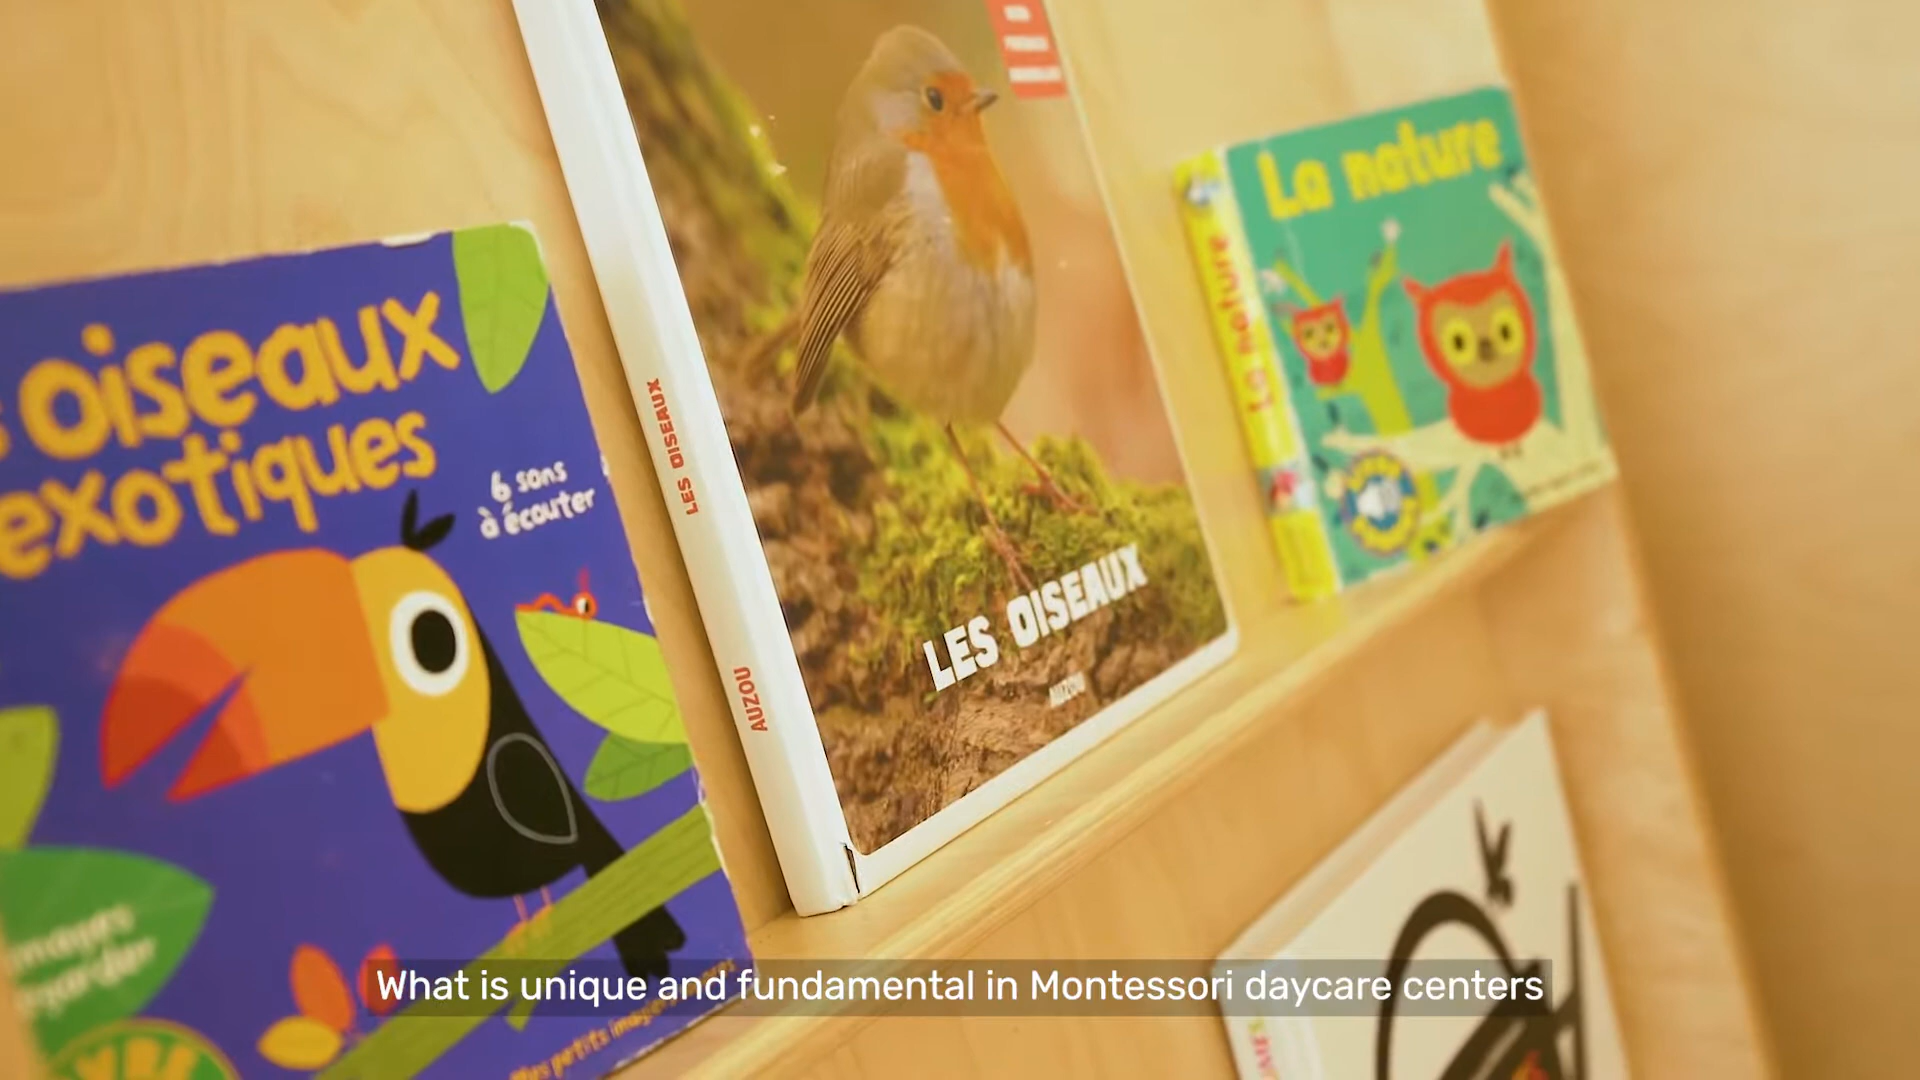 oiseaux
exotiques
6 sons
à écouter
LES OISEAUX
AUZOU
LES OISEAUX
AUZOU
La nature
La nature
What is unique and fundamental in Montessori daycare centers